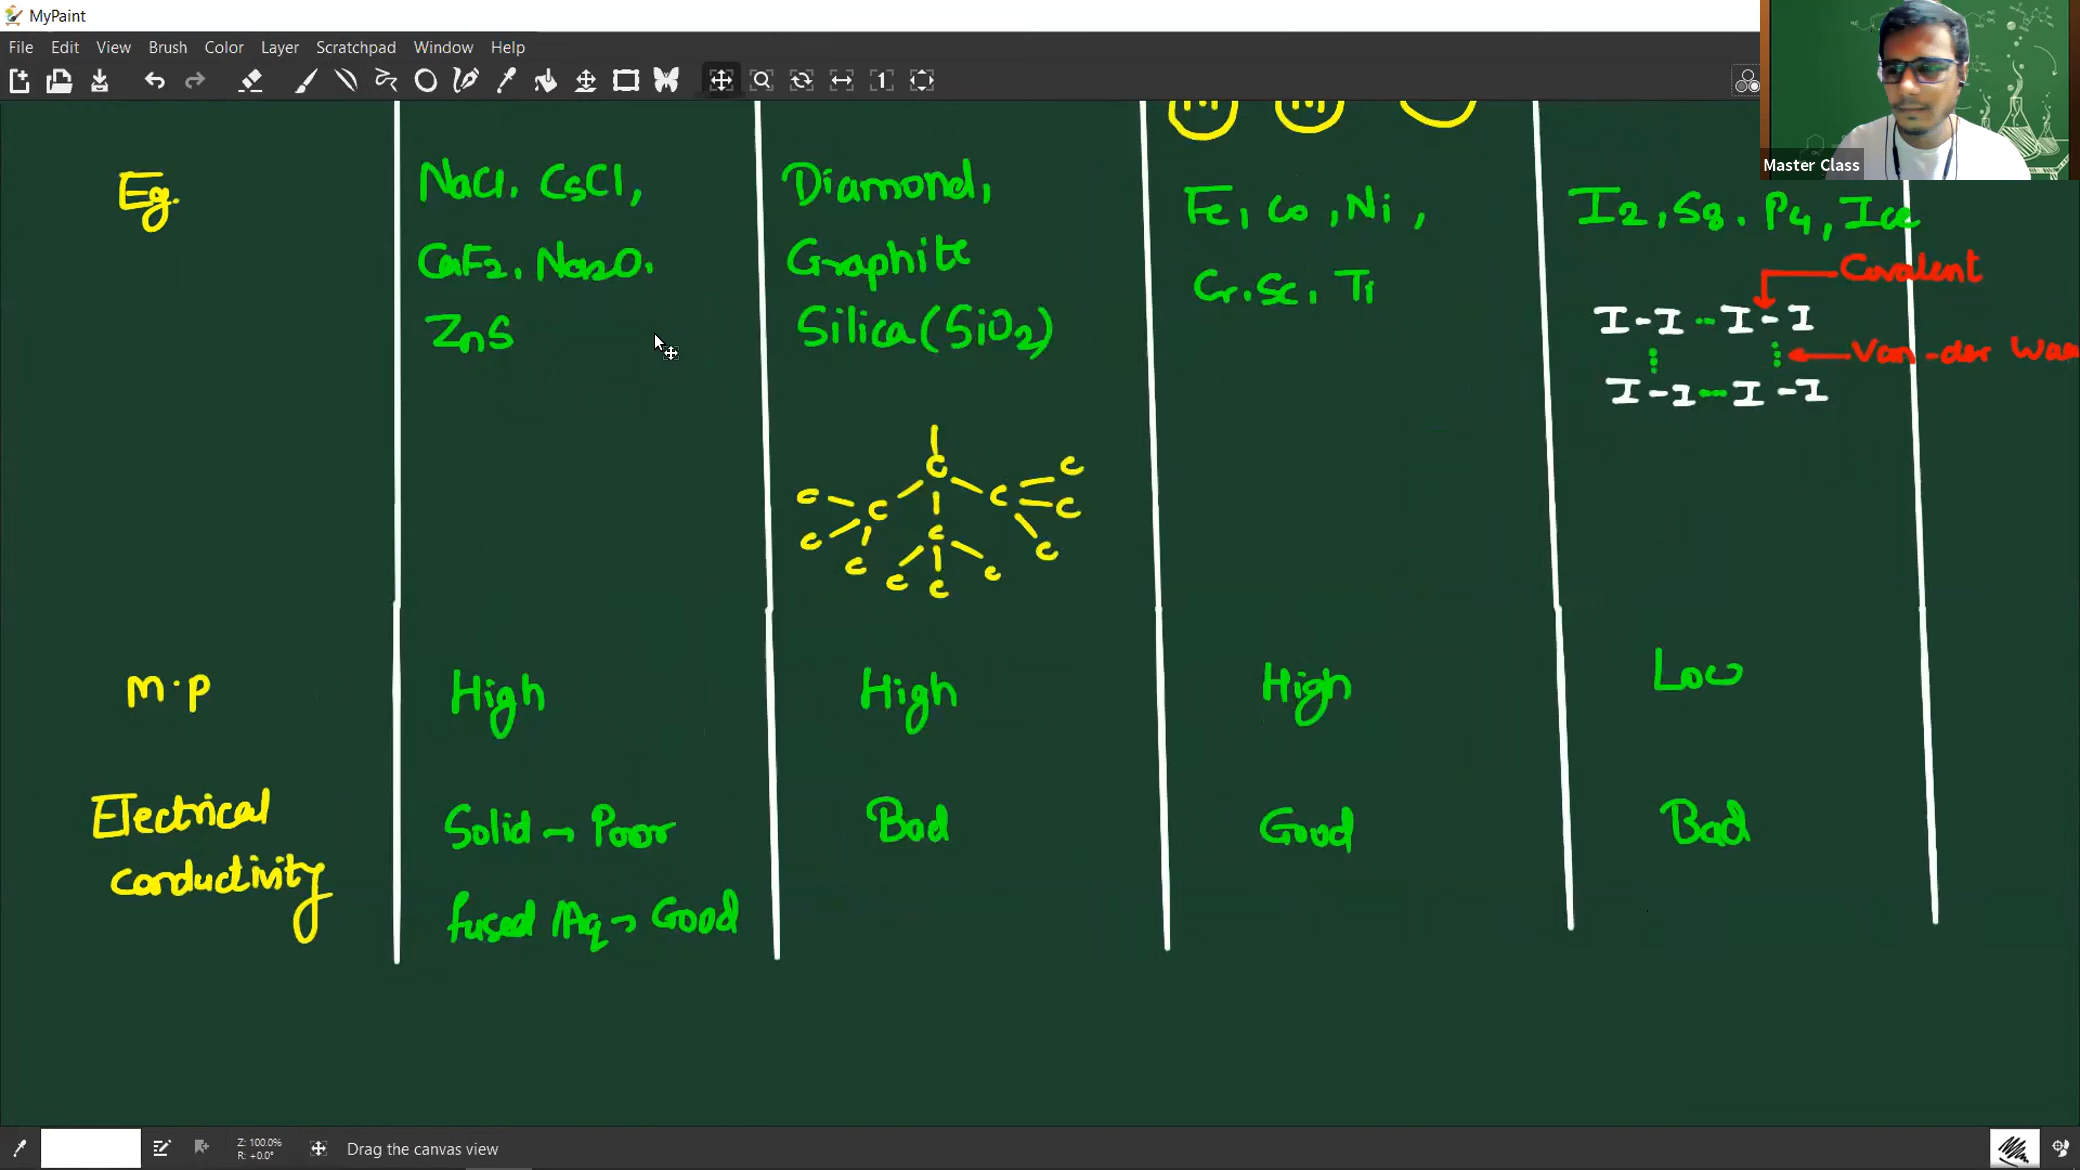 MyPaint
File Edit View Brush Color Layer Scratchpad Window Help
Master Class
Eg.
NaCl, CsCl,
CaF2, Na2O,
ZnS
Diamond,
Graphite
Silica (SiO2)
Fe, Co, Ni,
Cr, Sc, Ti
I2, S8, P4, Ice
Covalent
I-I --- I-I
Van-der Waa
I-I --- I-I
C
C C C C
C C C
C C C C
C C
m.p
High
High
High
Low
Electrical
conductivity
Solid → Poor
fused /Aq → Good
Bad
Good
Bad
Z: 100.0%
R: +0.0°
Drag the canvas view